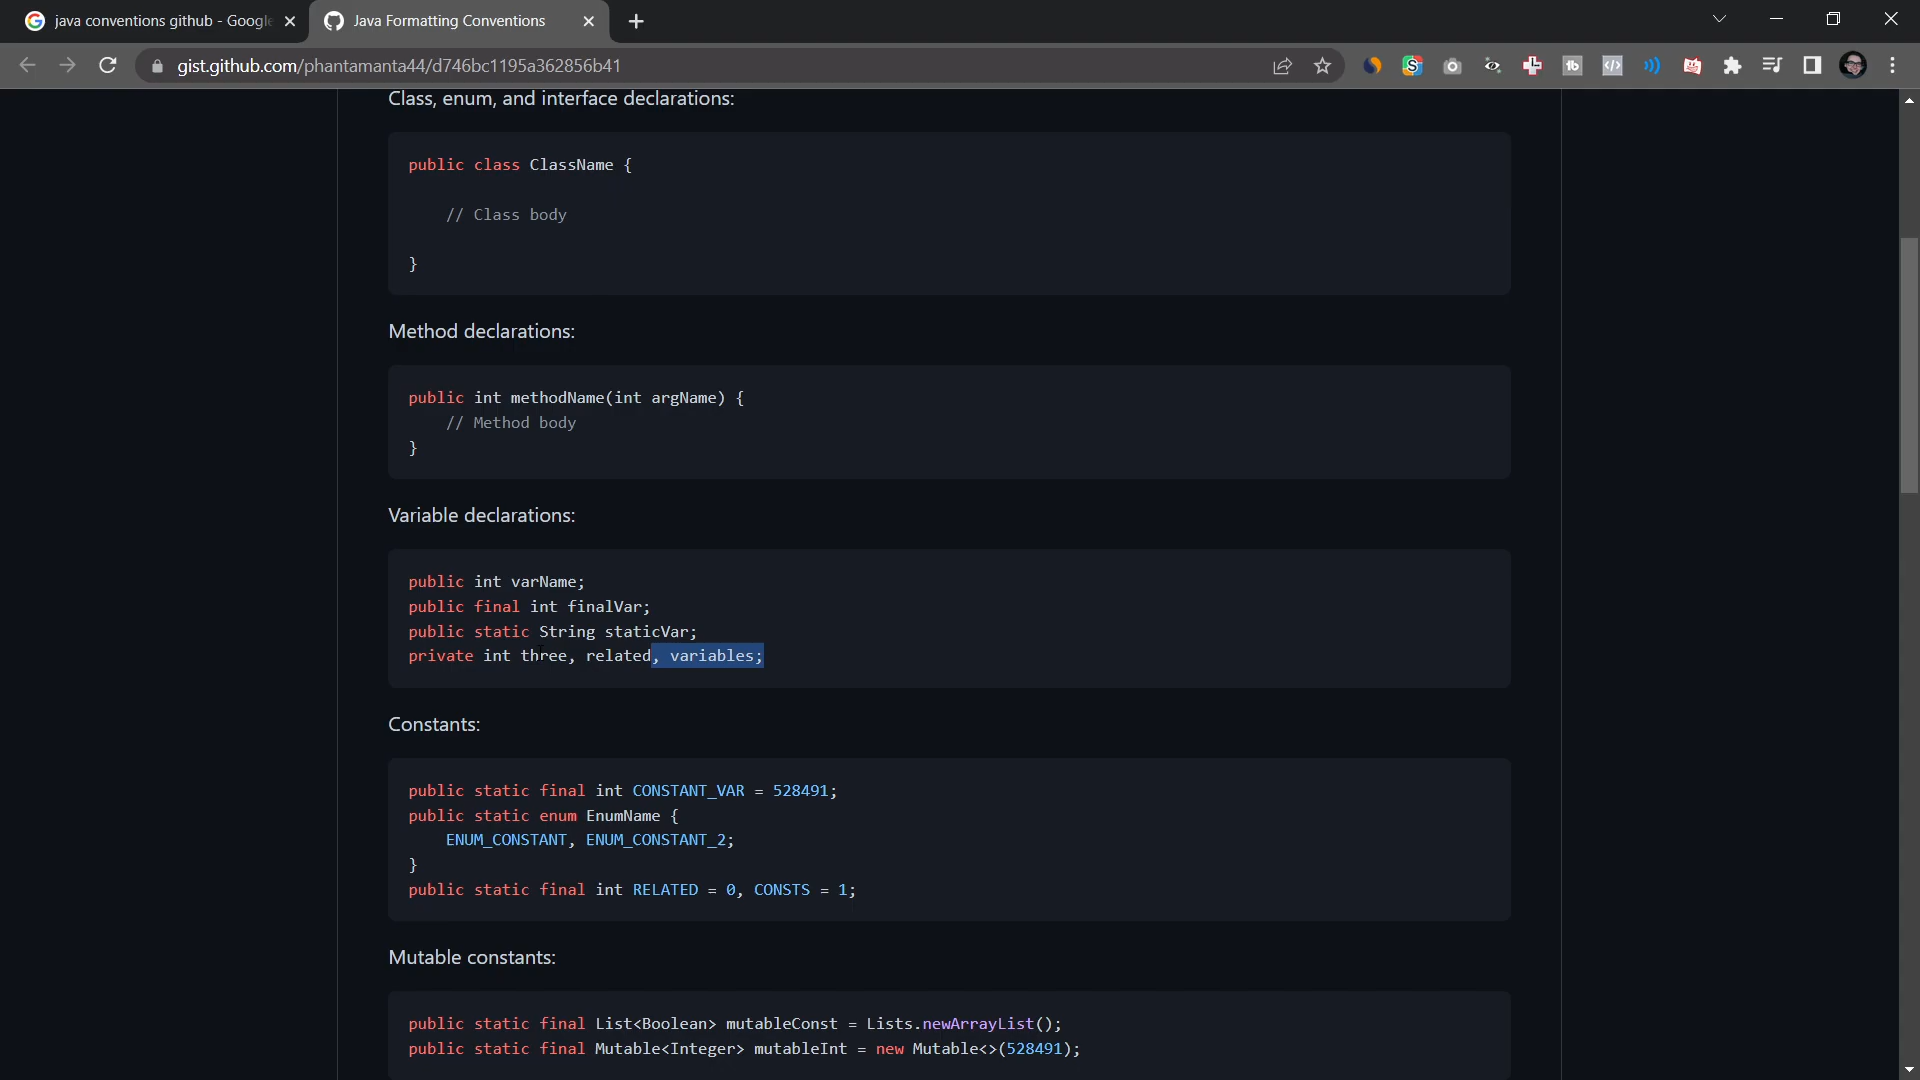 java conventions github - Google
Java Formatting Conventions
gist.github.com/phantamanta44/d746bc1195a362856b41
Class, enum, and interface declarations:
public class ClassName {
// Class body
}
Method declarations:
public int methodName(int argName) {
// Method body
}
Variable declarations:
public int varName;
public final int finalVar;
public static String staticVar;
private int three, related, variables;
Constants:
public static final int CONSTANT_VAR = 528491;
public static enum EnumName {
ENUM_CONSTANT, ENUM_CONSTANT_2;
}
public static final int RELATED = 0, CONSTS = 1;
Mutable constants:
public static final List<Boolean> mutableConst = Lists.newArrayList();
public static final Mutable<Integer> mutableInt = new Mutable<>(528491);